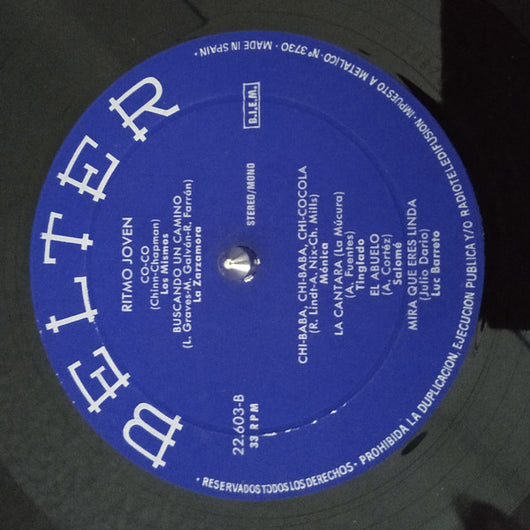 BELTER
RITMO JOVEN
CO-CO
(Chinn-Chapman)
Los Mismos
BUSCANDO UN CAMINO
(L. Graves-M. Galván-R. Farrán)
La Zarzamora
22.603-B
33 RPM
STEREO/MONO
B.I.E.M.
CHI-BABA, CHI-BABA, CHI-COCOLA
(R. Lindt-A. Nix-Ch. Mills)
Mónica
LA CANTARA (La Múcura)
(A. Fuentes)
Tinglado
EL ABUELO
(A. Cortéz)
Salomé
MIRA QUE ERES LINDA
(Julio Darío)
Luc Barreto
· RESERVADOS TODOS LOS DERECHOS · PROHIBIDA LA DUPLICACION, EJECUCION PUBLICA Y/O RADIOTELEDIFUSION · IMPUESTO A METALICO · Nº 3730 · MADE IN SPAIN ·